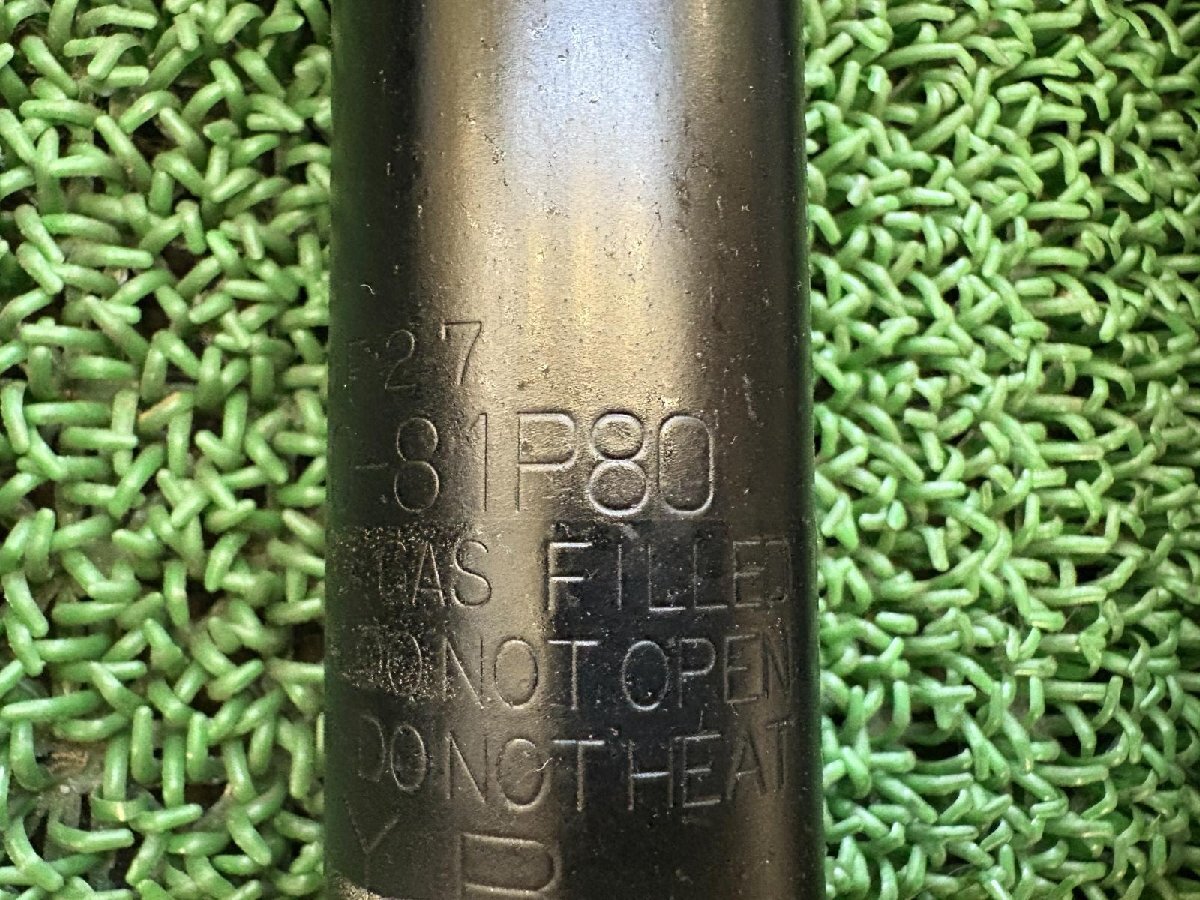 27
-81P80
GAS FILLED
DO NOT OPEN
DO NOT HEAT
Y